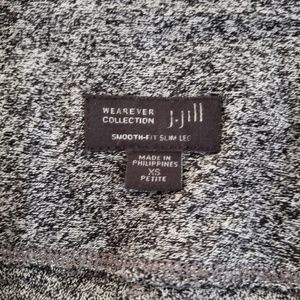 WEAREVER
COLLECTION
J.Jill
SMOOTH-FIT SLIM LEG
MADE IN
PHILIPPINES
XS
PETITE